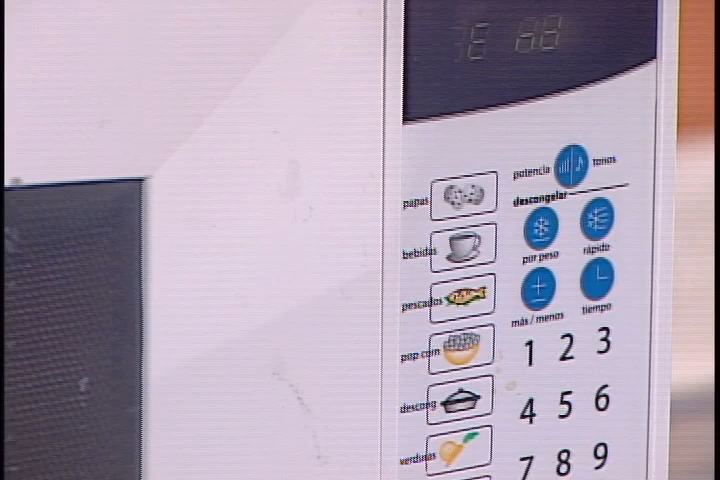 potencia tonos
papas
descongelar
bebidas
por peso rápido
pescados
más / menos tiempo
pop corn
1 2 3
descong
4 5 6
verduras
7 8 9